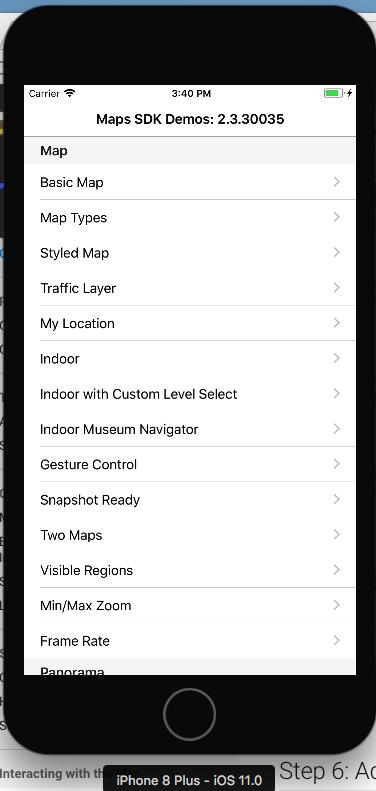 Carrier 3:40 PM
Maps SDK Demos: 2.3.30035
Map
Basic Map
Map Types
Styled Map
Traffic Layer
My Location
Indoor
Indoor with Custom Level Select
Indoor Museum Navigator
Gesture Control
Snapshot Ready
Two Maps
Visible Regions
Min/Max Zoom
Frame Rate
Panorama
Interacting with
Step 6:
iPhone 8 Plus - iOS 11.0